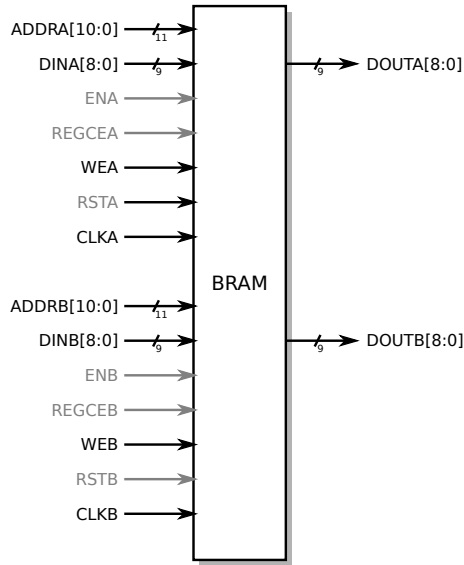 ADDRA[10:0]
11
DINA[8:0]
9
9
DOUTA[8:0]
ENA
REGCEA
WEA
RSTA
CLKA
BRAM
ADDRB[10:0]
11
DINB[8:0]
9
9
DOUTB[8:0]
ENB
REGCEB
WEB
RSTB
CLKB